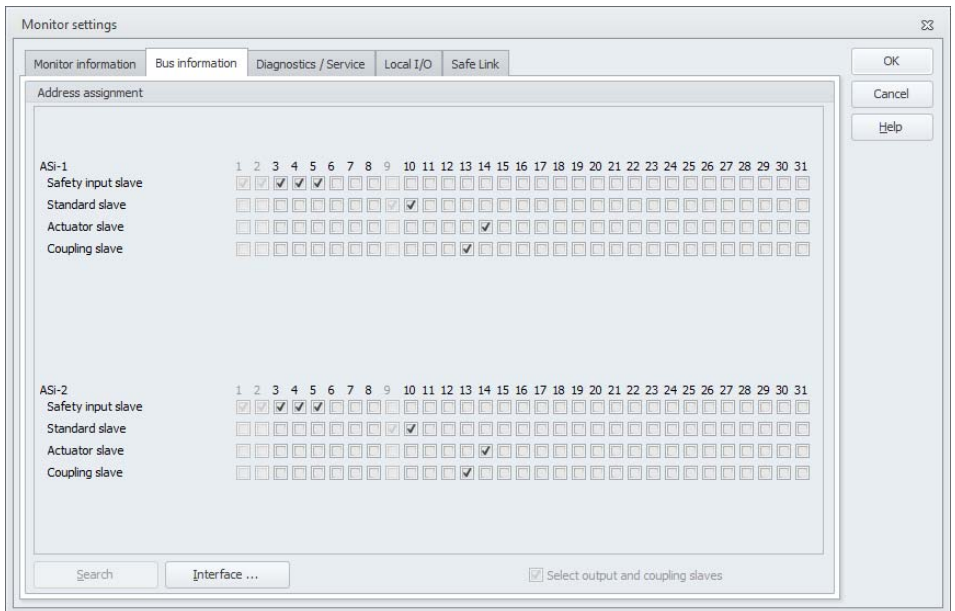 Monitor settings
Monitor information Bus information Diagnostics / Service Local I/O Safe Link
OK
Address assignment
Cancel
Help
ASi-1 1 2 3 4 5 6 7 8 9 10 11 12 13 14 15 16 17 18 19 20 21 22 23 24 25 26 27 28 29 30 31
Safety input slave
Standard slave
Actuator slave
Coupling slave
ASi-2 1 2 3 4 5 6 7 8 9 10 11 12 13 14 15 16 17 18 19 20 21 22 23 24 25 26 27 28 29 30 31
Safety input slave
Standard slave
Actuator slave
Coupling slave
Search Interface ... Select output and coupling slaves